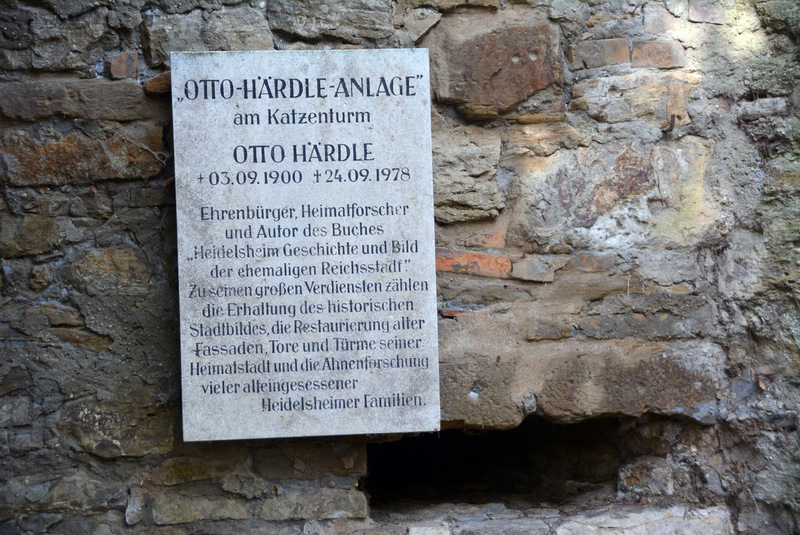 „OTTO-HÄRDLE-ANLAGE”
am Katzenturm
OTTO HÄRDLE
+ 03.09.1900 ‡ 24.09.1978
Ehrenbürger, Heimatforscher
und Autor des Buches
„Heidelsheim Geschichte und Bild
der ehemaligen Reichsstadt”.
Zu seinen großen Verdiensten zählen
die Erhaltung des historischen
Stadtbildes, die Restaurierung alter
Fassaden, Tore und Türme seiner
Heimatstadt und die Ahnenforschung
vieler alteingesessener
Heidelsheimer Familien.